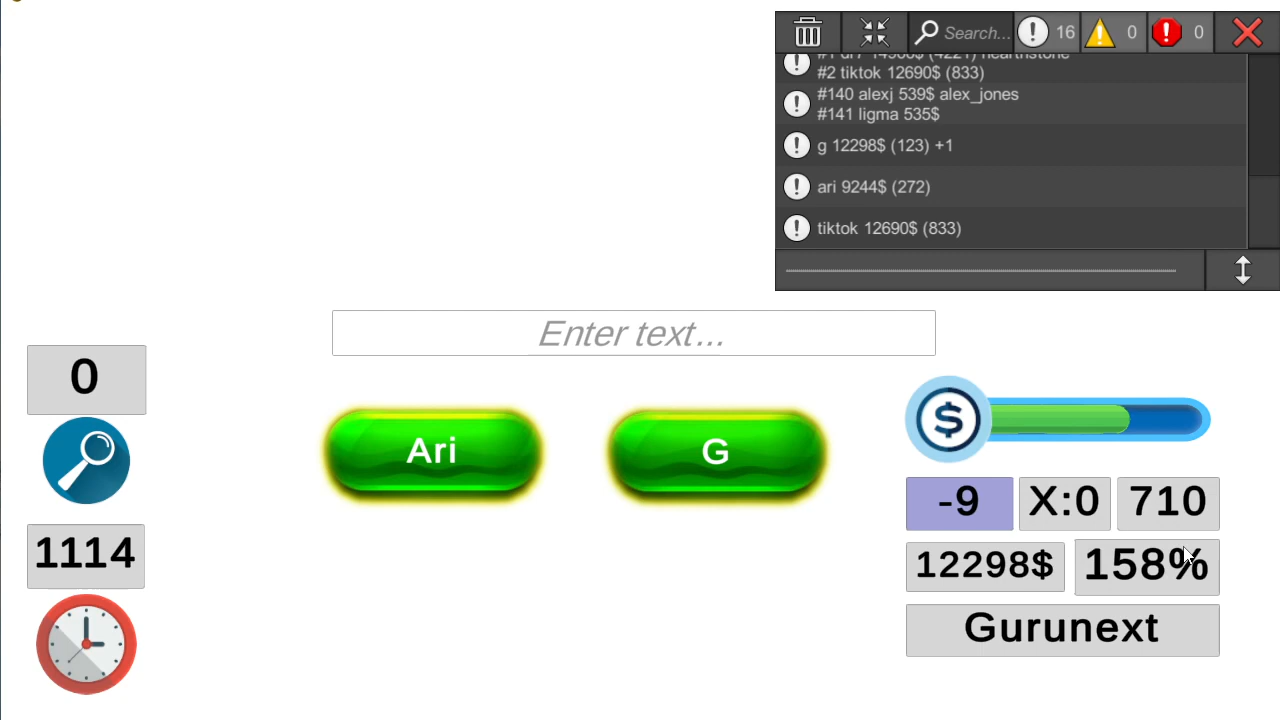 Search...
16
0
0
#2 tiktok 12690$ (833)
#140 alexj 539$ alex_jones
#141 ligma 535$
g 12298$ (123) +1
ari 9244$ (272)
tiktok 12690$ (833)
Enter text...
0
Ari
G
$
-9
X:0
710
1114
12298$
158%
Gurunext